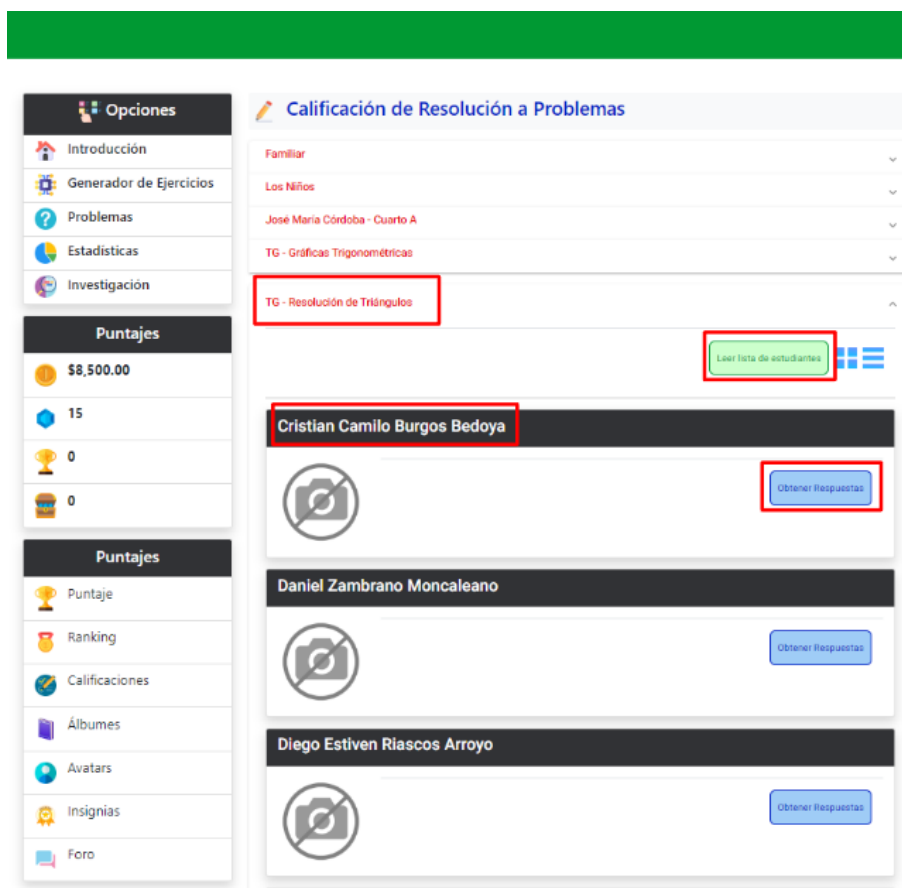 Opciones
Introducción
Generador de Ejercicios
Problemas
Estadísticas
Investigación
Puntajes
$8,500.00
15
0
0
Puntajes
Puntaje
Ranking
Calificaciones
Álbumes
Avatars
Insignias
Foro
Calificación de Resolución a Problemas
Familiar
Los Niños
José María Córdoba - Cuarto A
TG - Gráficas Trigonométricas
TG - Resolución de Triángulos
Leer lista de estudiantes
Cristian Camilo Burgos Bedoya
Obtener Respuestas
Daniel Zambrano Moncaleano
Obtener Respuestas
Diego Estiven Riascos Arroyo
Obtener Respuestas